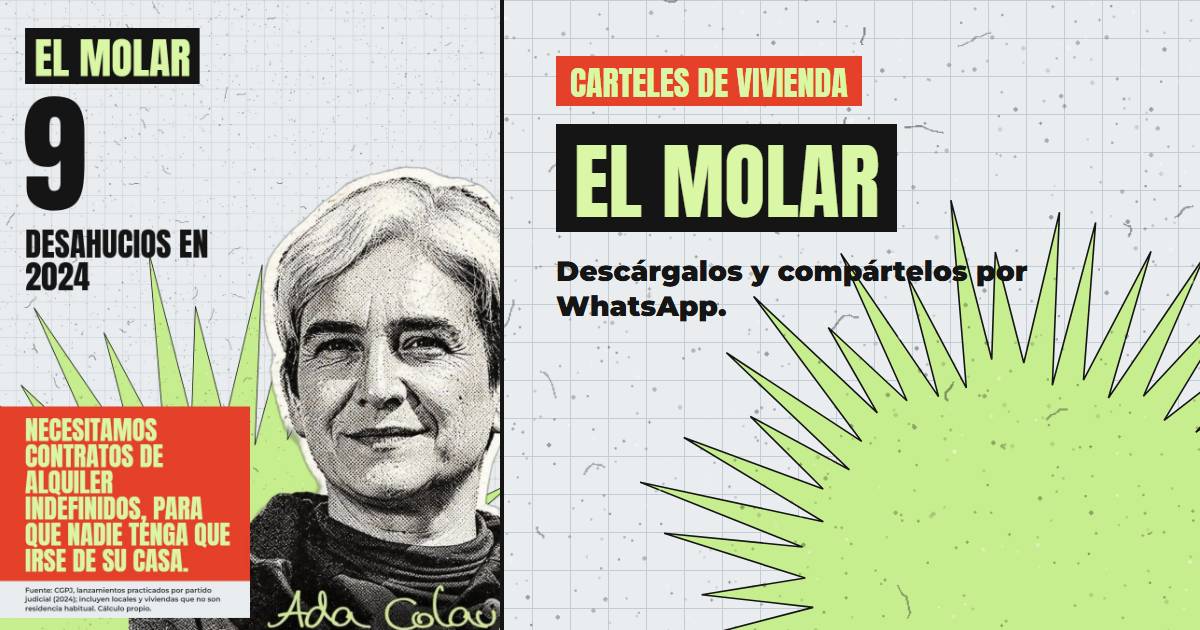 EL MOLAR
9
DESAHUCIOS EN
2024
NECESITAMOS
CONTRATOS DE
ALQUILER
INDEFINIDOS, PARA
QUE NADIE TENGA QUE
IRSE DE SU CASA.
Fuente: CGPJ, lanzamientos practicados por partido
judicial (2024); incluyen locales y viviendas que no son
residencia habitual. Cálculo propio.
Ada Colau
CARTELES DE VIVIENDA
EL MOLAR
Descárgalos y compártelos por
WhatsApp.